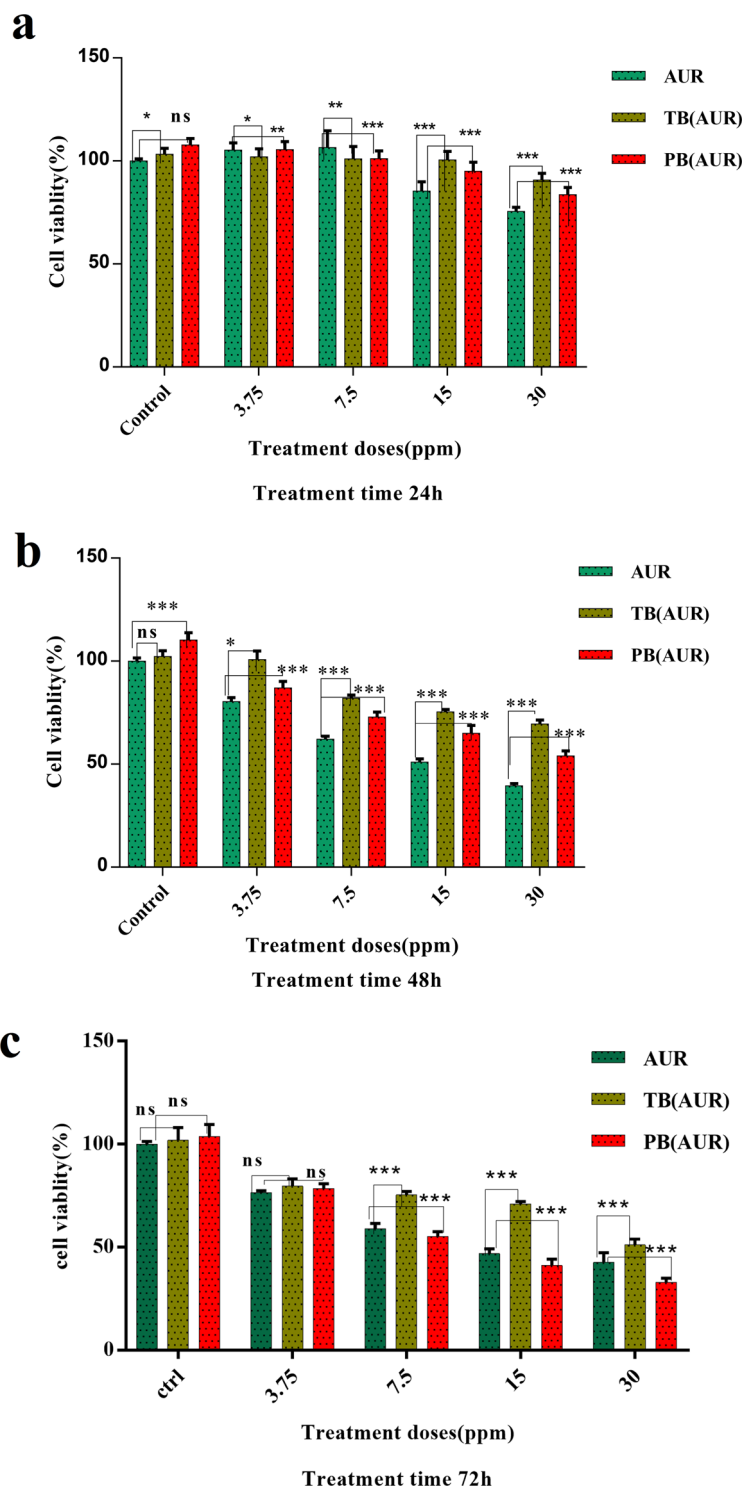 a
150
100
50
0
Cell viablity(%)
* ns
* **
** ***
*** ***
*** ***
AUR
TB(AUR)
PB(AUR)
Control 3.75 7.5 15 30
Treatment doses(ppm)
Treatment time 24h
b
150
100
50
0
Cell viablity(%)
***
ns
* ***
*** ***
*** ***
*** ***
AUR
TB(AUR)
PB(AUR)
Control 3.75 7.5 15 30
Treatment doses(ppm)
Treatment time 48h
c
150
100
50
0
cell viablity(%)
ns ns
ns ns
*** ***
*** ***
*** ***
AUR
TB(AUR)
PB(AUR)
ctrl 3.75 7.5 15 30
Treatment doses(ppm)
Treatment time 72h